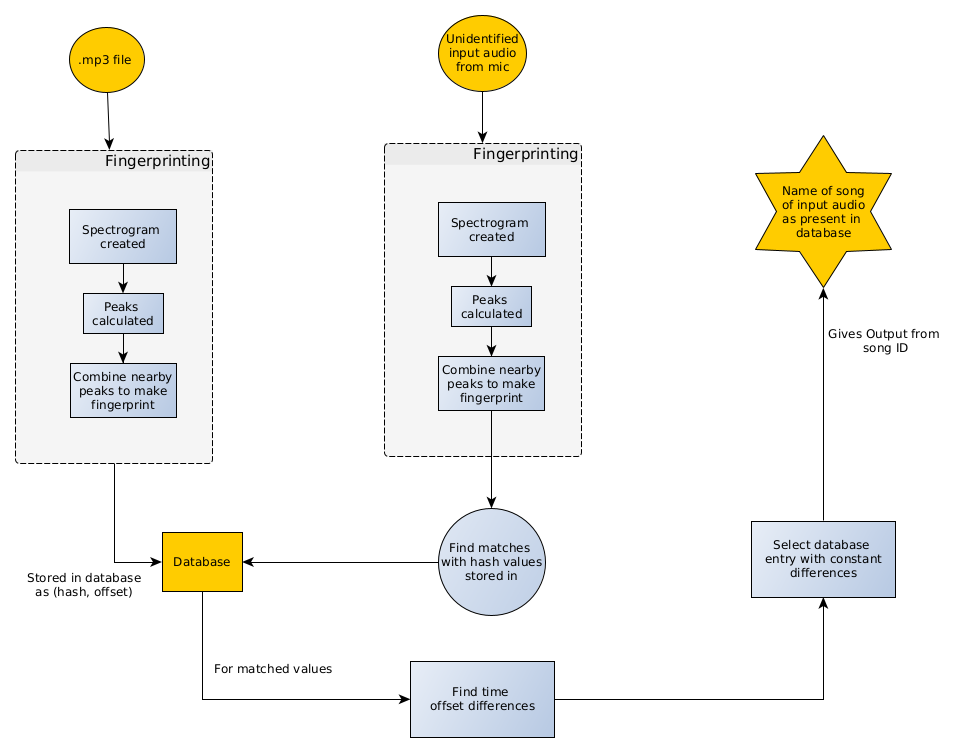 .mp3 file
Fingerprinting
Spectrogram
created
Peaks
calculated
Combine nearby
peaks to make
fingerprint
Stored in database
as (hash, offset)
Database
Unidentified
input audio
from mic
Fingerprinting
Spectrogram
created
Peaks
calculated
Combine nearby
peaks to make
fingerprint
Find matches
with hash values
stored in
For matched values
Find time
offset differences
Select database
entry with constant
differences
Gives Output from
song ID
Name of song
of input audio
as present in
database